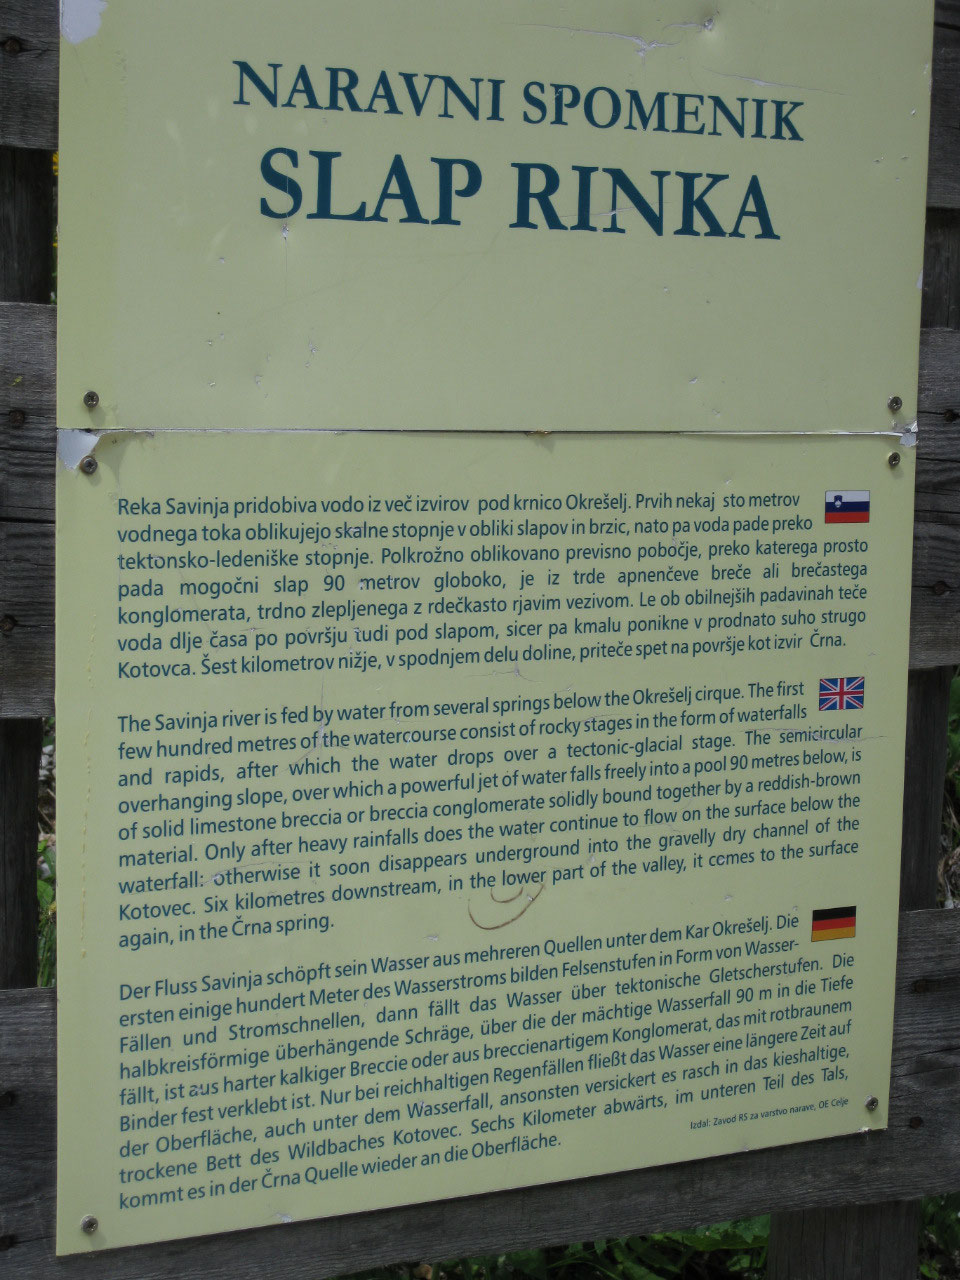 NARAVNI SPOMENIK
SLAP RINKA
Reka Savinja pridobiva vodo iz več izvirov pod krnico Okrešelj. Prvih nekaj sto metrov
vodnega toka oblikujejo skalne stopnje v obliki slapov in brzic, nato pa voda pade preko
tektonsko-ledeniške stopnje. Polkrožno oblikovano previsno pobočje, preko katerega prosto
pada mogočni slap 90 metrov globoko, je iz trde apnenčeve breče ali brečastega
konglomerata, trdno zlepljenega z rdečkasto rjavim vezivom. Le ob obilnejših padavinah teče
voda dlje časa po površju tudi pod slapom, sicer pa kmalu ponikne v prodnato suho strugo
Kotovca. Šest kilometrov nižje, v spodnjem delu doline, priteče spet na površje kot izvir Črna.
The Savinja river is fed by water from several springs below the Okrešelj cirque. The first
few hundred metres of the watercourse consist of rocky stages in the form of waterfalls
and rapids, after which the water drops over a tectonic-glacial stage. The semicircular
overhanging slope, over which a powerful jet of water falls freely into a pool 90 metres below, is
of solid limestone breccia or breccia conglomerate solidly bound together by a reddish-brown
material. Only after heavy rainfalls does the water continue to flow on the surface below the
waterfall: otherwise it soon disappears underground into the gravelly dry channel of the
Kotovec. Six kilometres downstream, in the lower part of the valley, it comes to the surface
again, in the Črna spring.
Der Fluss Savinja schöpft sein Wasser aus mehreren Quellen unter dem Kar Okrešelj. Die
ersten einige hundert Meter des Wasserstroms bilden Felsenstufen in Form von Wasser-
Fällen und Stromschnellen, dann fällt das Wasser über tektonische Gletscherstufen. Die
halbkreisförmige überhängende Schräge, über die der mächtige Wasserfall 90 m in die Tiefe
fällt, ist aus harter kalkiger Breccie oder aus breccienartigem Konglomerat, das mit rotbraunem
Binder fest verklebt ist. Nur bei reichhaltigen Regenfällen fließt das Wasser eine längere Zeit auf
der Oberfläche, auch unter dem Wasserfall, ansonsten versickert es rasch in das kieshaltige,
trockene Bett des Wildbaches Kotovec. Sechs Kilometer abwärts, im unteren Teil des Tals,
kommt es in der Črna Quelle wieder an die Oberfläche.
Izdal: Zavod RS za varstvo narave, OE Celje